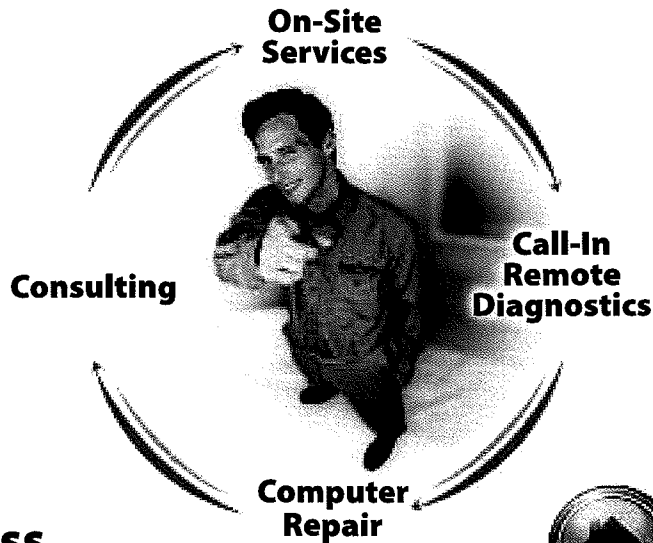 On-Site
Services
Call-In
Remote
Diagnostics
Consulting
Computer
Repair